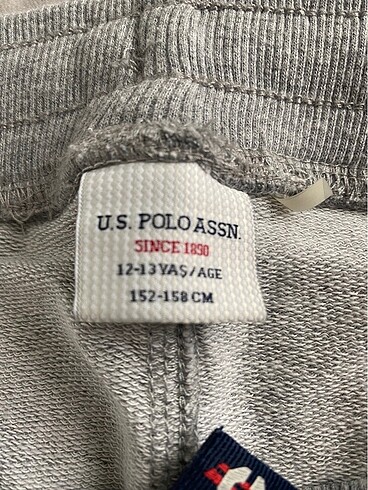 U.S. POLO ASSN.
SINCE 1890
12-13 YAŞ/AGE
152-158 CM